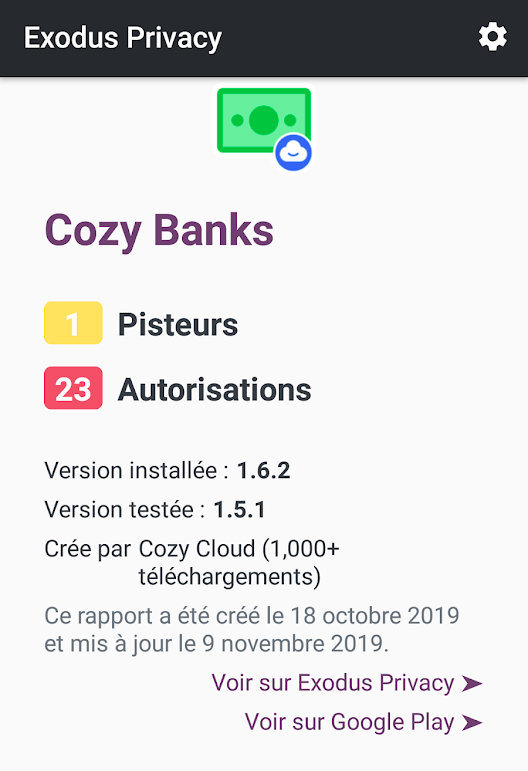 Exodus Privacy
Cozy Banks
1 Pisteurs
23 Autorisations
Version installée : 1.6.2
Version testée : 1.5.1
Crée par Cozy Cloud (1,000+
téléchargements)
Ce rapport a été créé le 18 octobre 2019
et mis à jour le 9 novembre 2019.
Voir sur Exodus Privacy ➤
Voir sur Google Play ➤